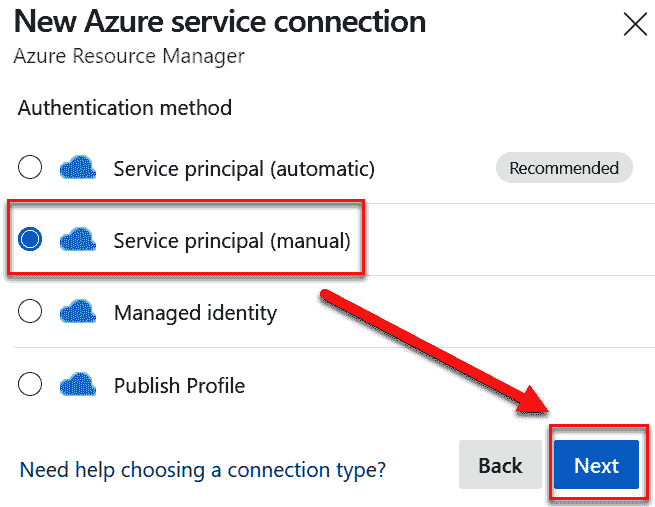 New Azure service connection
Azure Resource Manager
Authentication method
Service principal (automatic)
Recommended
Service principal (manual)
Managed identity
Publish Profile
Need help choosing a connection type?
Back
Next